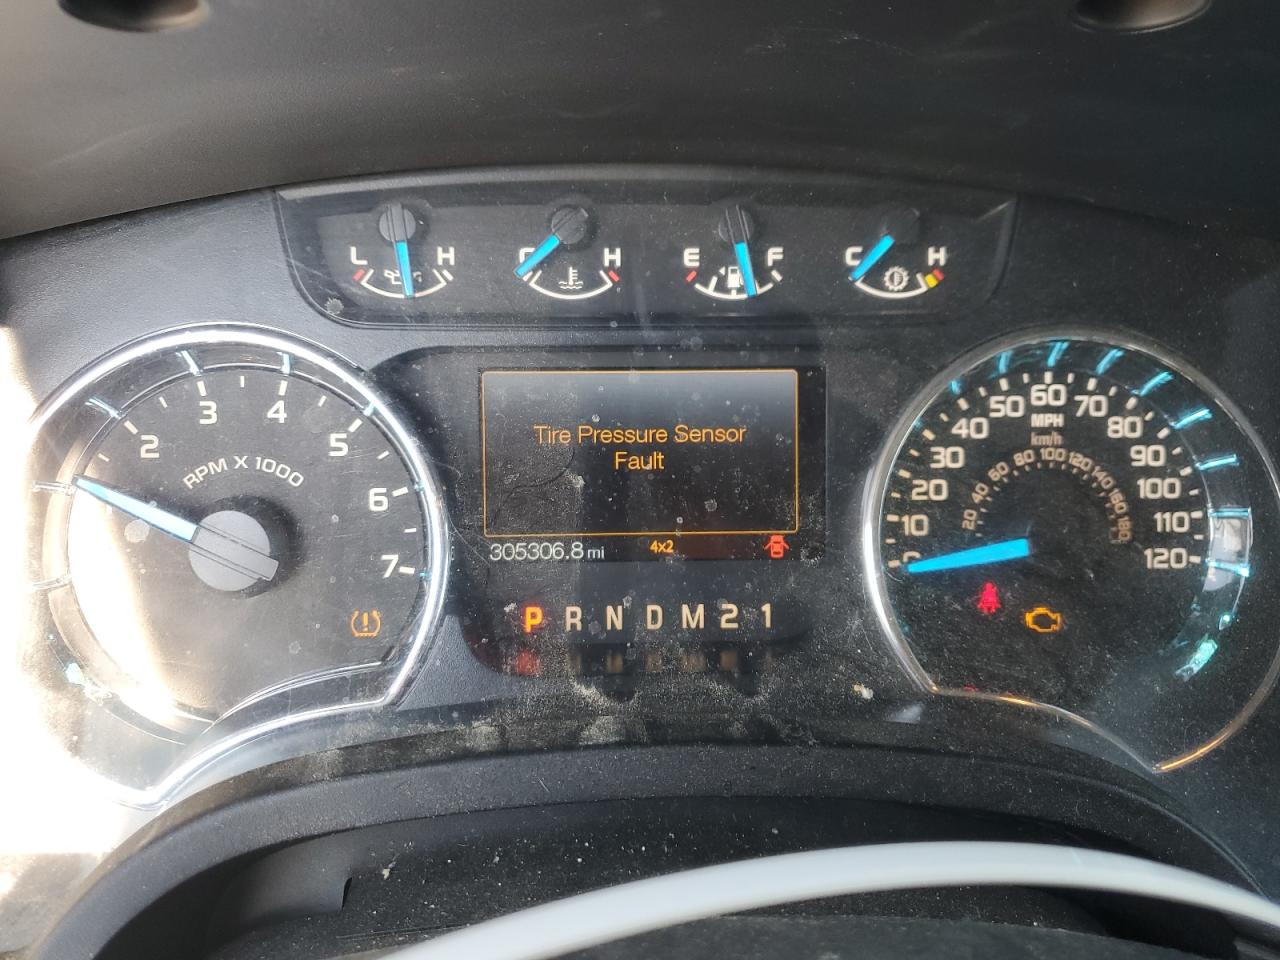 L H
C H
E F
C H
1 2 3 4 5 6 7
RPM X 1000
Tire Pressure Sensor
Fault
305306.8 mi
4x2
P R N D M 2 1
10 20 30 40 50 60 70 80 90 100 110 120
MPH
km/h
20 40 60 80 100 120 140 160 180